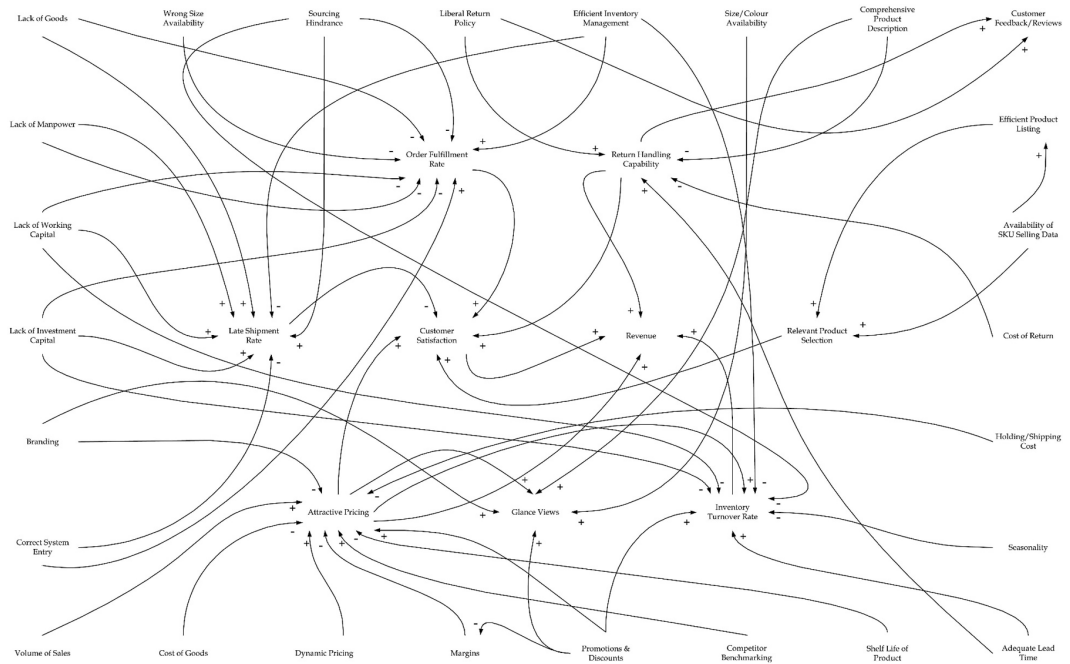 Lack of Goods
Wrong Size
Availability
Sourcing
Hindrance
Liberal Return
Policy
Efficient Inventory
Management
Size/Colour
Availability
Comprehensive
Product
Description
Customer
Feedback/Reviews
+
+
Lack of Manpower
Efficient Product
Listing
-
-
+
-
Order Fulfillment
Rate
+
Return Handling
Capability
-
+
-
-
-
-
+
+
-
Lack of Working
Capital
Availability of
SKU Selling Data
+
+
-
-
+
+
+
+
Lack of Investment
Capital
+
Late Shipment
Rate
+
Customer
Satisfaction
+
+
Revenue
+
Relevant Product
Selection
+
Cost of Return
+
-
+
+
+
Branding
Holding/Shipping
Cost
-
-
+
+
-
-
+
-
+
Attractive Pricing
+
Glance Views
+
+
Inventory
Turnover Rate
-
-
Correct System
Entry
-
+
-
+
-
+
+
+
Seasonality
-
Volume of Sales
Cost of Goods
Dynamic Pricing
Margins
Promotions &
Discounts
Competitor
Benchmarking
Shelf Life of
Product
Adequate Lead
Time